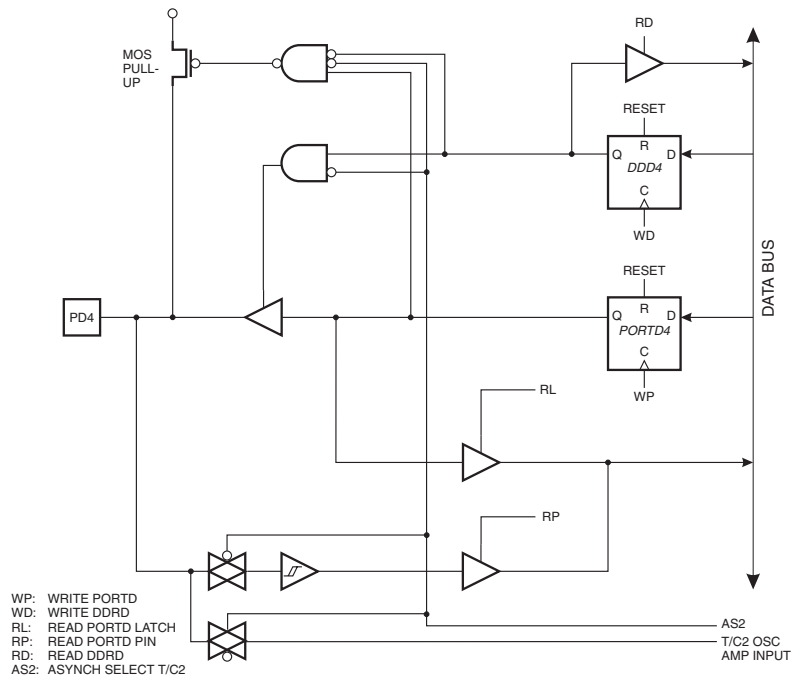 RD
MOS
PULL-
UP
RESET
R
Q
D
DDD4
C
WD
DATA BUS
RESET
R
PD4
Q
D
PORTD4
C
WP
RL
RP
WP: WRITE PORTD
WD: WRITE DDRD
RL: READ PORTD LATCH
RP: READ PORTD PIN
RD: READ DDRD
AS2: ASYNCH SELECT T/C2
AS2
T/C2 OSC
AMP INPUT